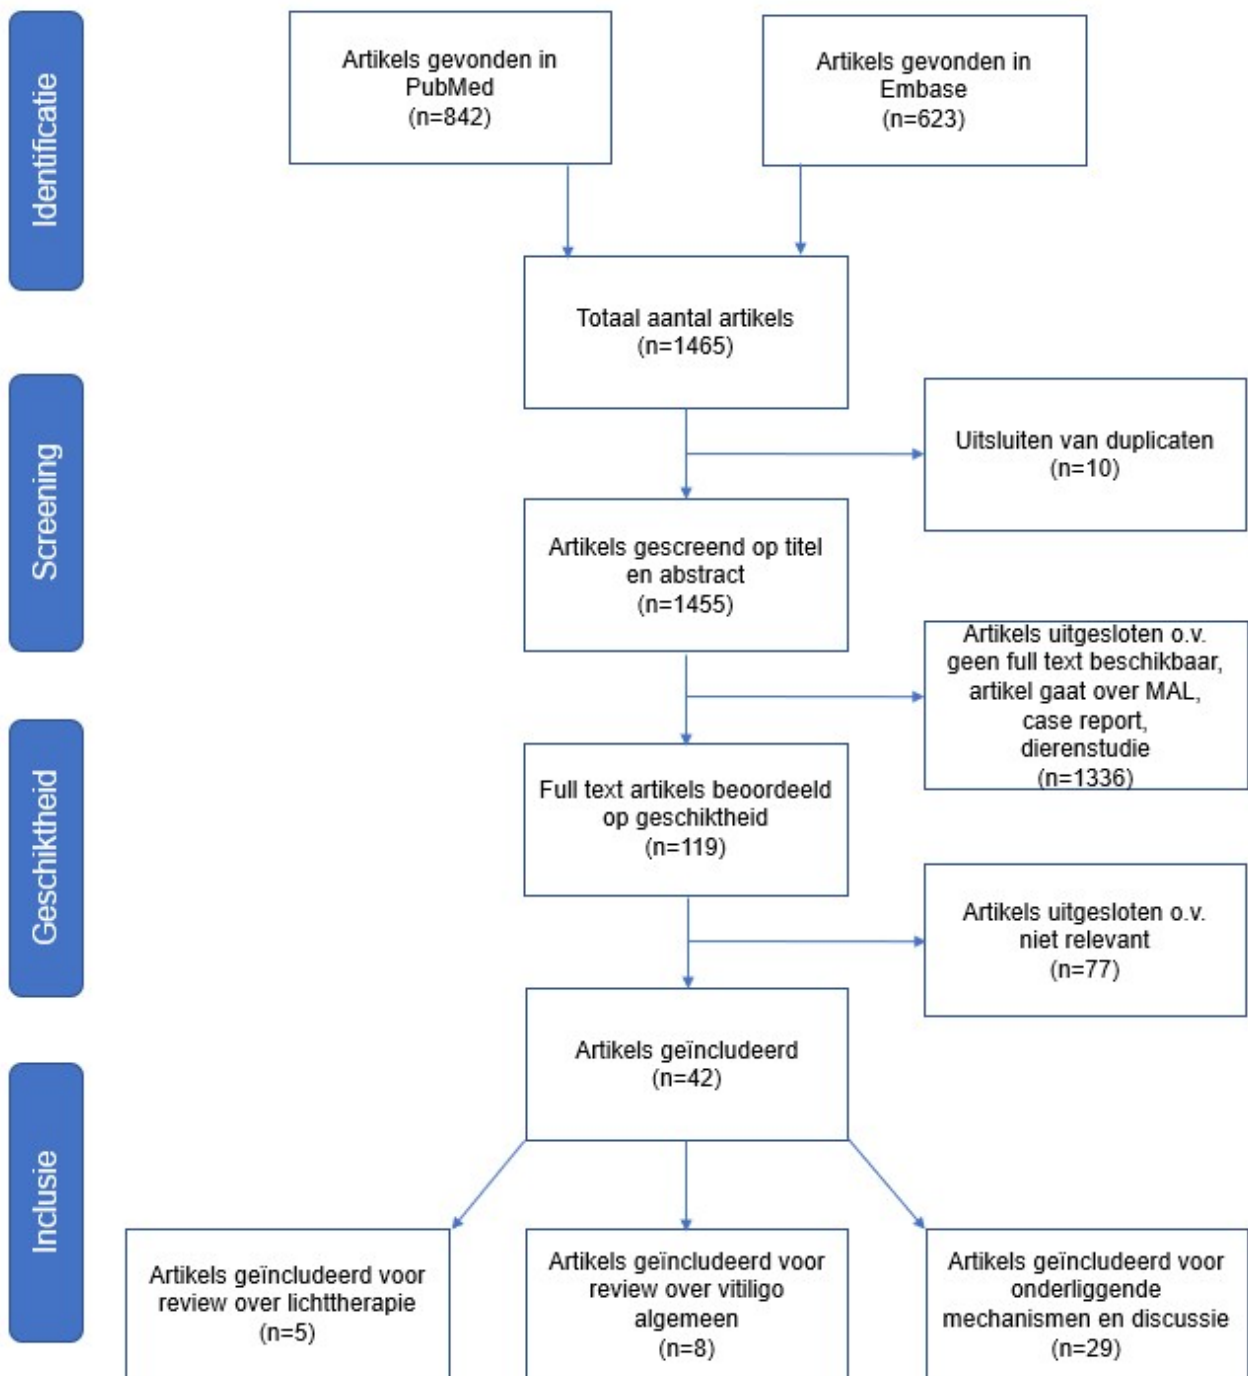 Identificatie
Artikels gevonden in
PubMed
(n=842)
Artikels gevonden in
Embase
(n=623)
Totaal aantal artikels
(n=1465)
Screening
Uitsluiten van duplicaten
(n=10)
Artikels gescreend op titel
en abstract
(n=1455)
Artikels uitgesloten o.v.
geen full text beschikbaar,
artikel gaat over MAL,
case report,
dierenstudie
(n=1336)
Geschiktheid
Full text artikels beoordeeld
op geschiktheid
(n=119)
Artikels uitgesloten o.v.
niet relevant
(n=77)
Artikels geïncludeerd
(n=42)
Inclusie
Artikels geïncludeerd voor
review over lichttherapie
(n=5)
Artikels geïncludeerd voor
review over vitiligo
algemeen
(n=8)
Artikels geïncludeerd voor
onderliggende
mechanismen en discussie
(n=29)